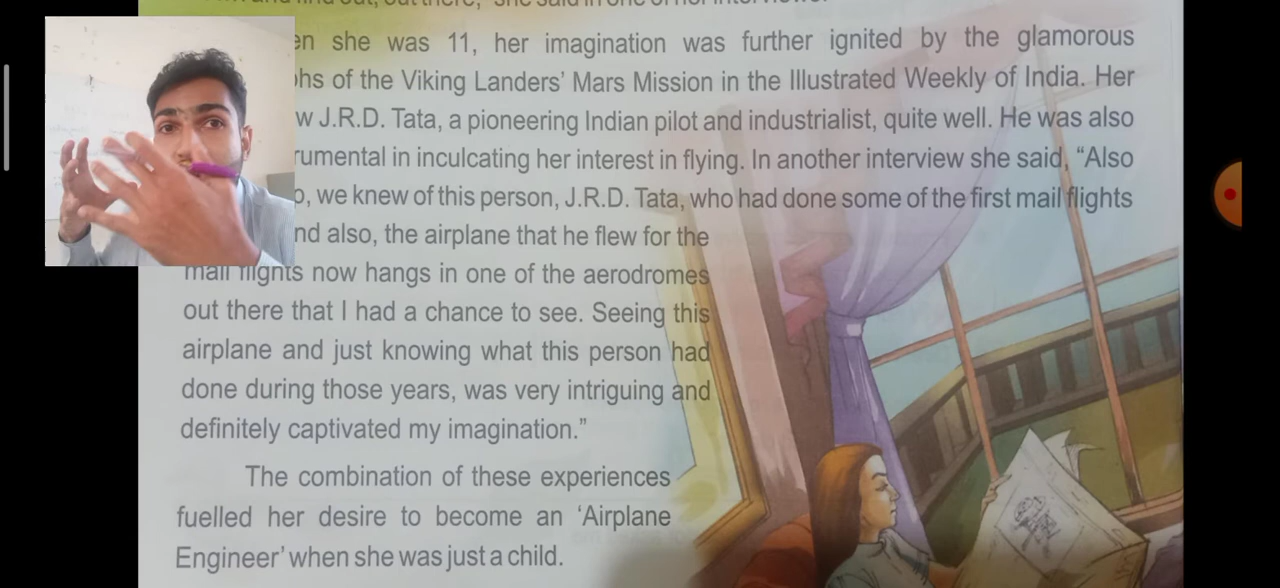 she was 11, her imagination was further ignited by the glamorous
of the Viking Landers’ Mars Mission in the Illustrated Weekly of India. Her
J.R.D. Tata, a pioneering Indian pilot and industrialist, quite well. He was also
in inculcating her interest in flying. In another interview she said, “Also
we knew of this person, J.R.D. Tata, who had done some of the first mail flights
also, the airplane that he flew for the
mail flights now hangs in one of the aerodromes
out there that I had a chance to see. Seeing this
airplane and just knowing what this person had
done during those years, was very intriguing and
definitely captivated my imagination.”
The combination of these experiences
fuelled her desire to become an ‘Airplane
Engineer’ when she was just a child.